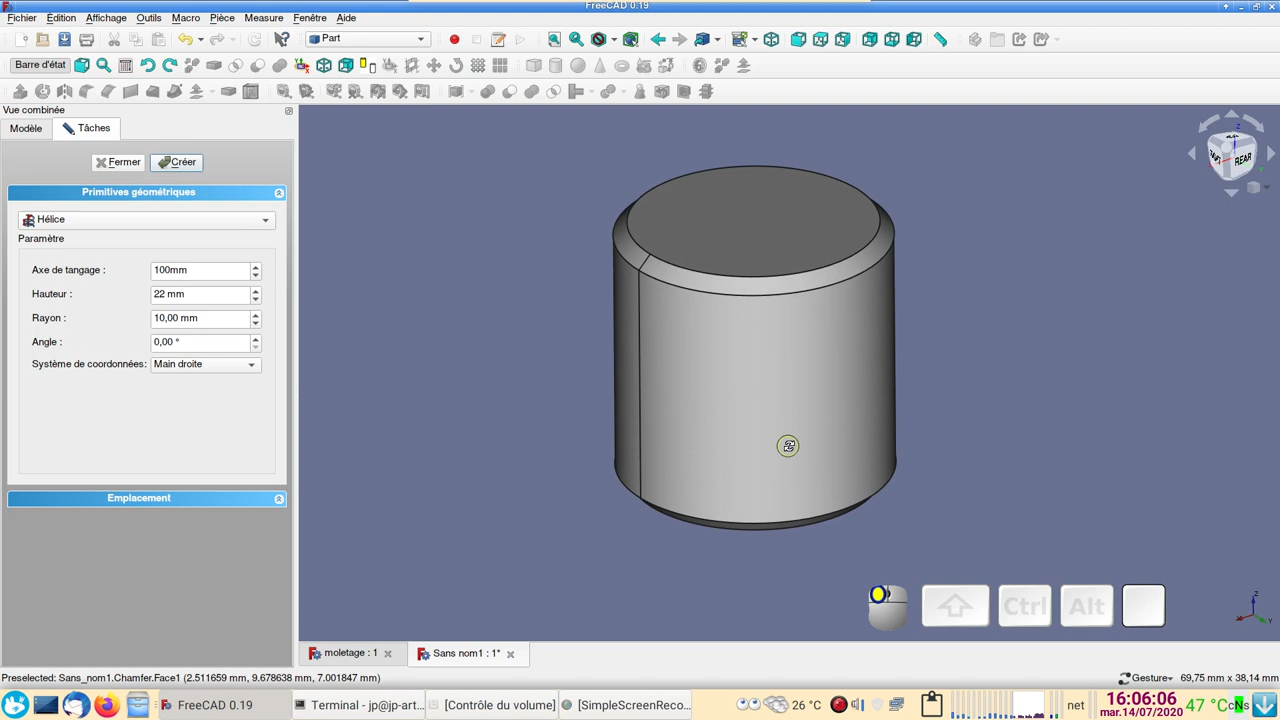 FreeCAD 0.19
Fichier Édition Affichage Outils Macro Pièce Measure Fenêtre Aide
Part
Barre d'état
Vue combinée
Modèle Tâches
Fermer Créer
Primitives géométriques
Hélice
Paramètre
Axe de tangage : 100mm
Hauteur : 22 mm
Rayon : 10,00 mm
Angle : 0,00 °
Système de coordonnées: Main droite
Emplacement
REAR
Z
Ctrl Alt
moletage : 1 Sans nom1 : 1*
Preselected: Sans_nom1.Chamfer.Face1 (2.511659 mm, 9.678638 mm, 7.001847 mm) Gesture 69,75 mm x 38,14 mm
FreeCAD 0.19 Terminal - jp@jp-art... [Contrôle du volume] [SimpleScreenReco... 26 °C net 16:06:06 47 °C
mar.14/07/2020